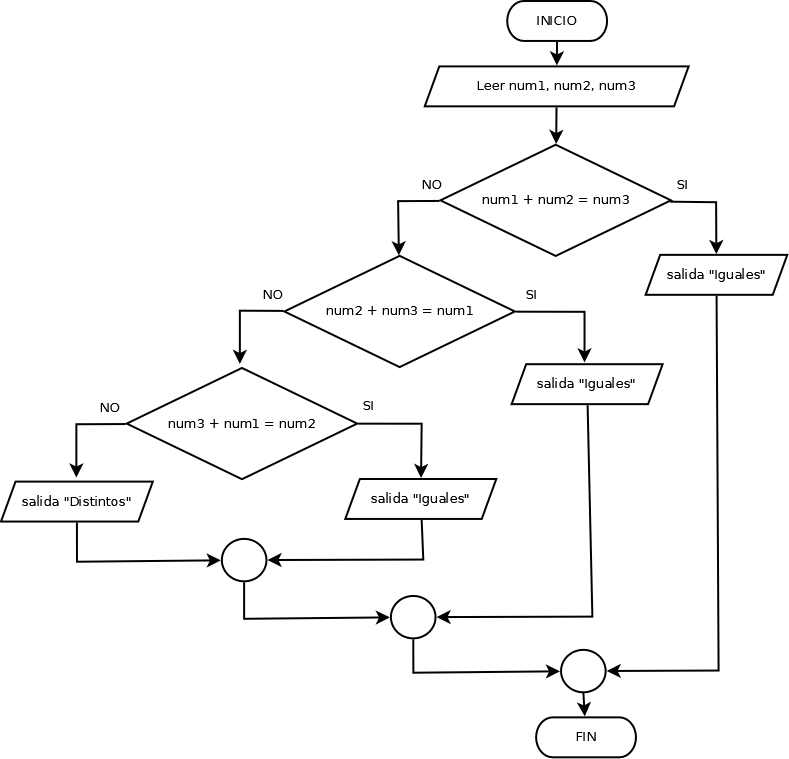 INICIO
Leer num1, num2, num3
NO
SI
num1 + num2 = num3
salida "Iguales"
NO
SI
num2 + num3 = num1
salida "Iguales"
NO
SI
num3 + num1 = num2
salida "Distintos"
salida "Iguales"
FIN